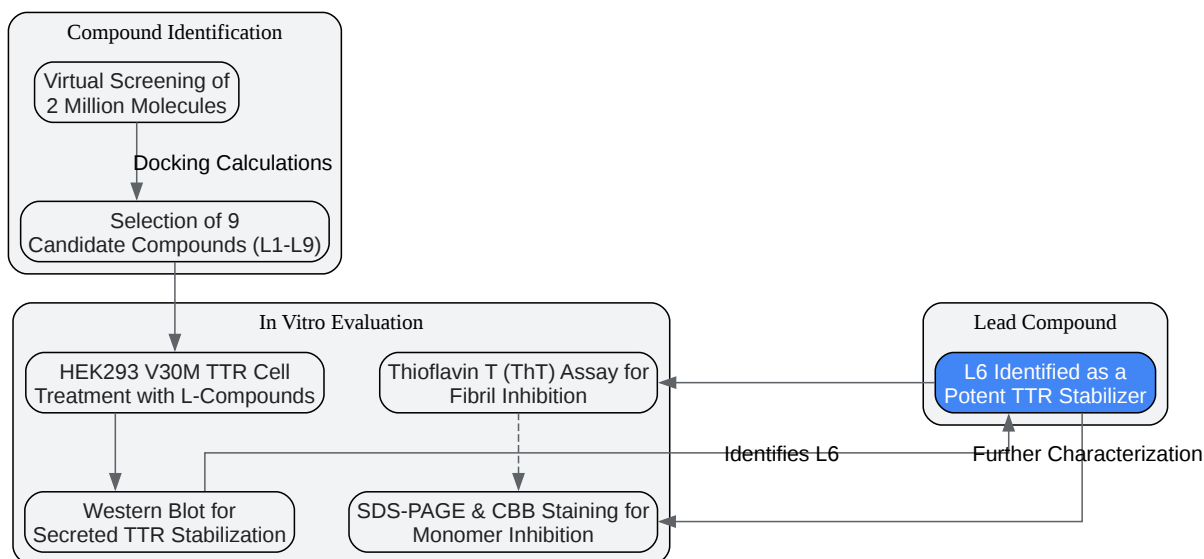 Compound Identification
Virtual Screening of
2 Million Molecules
Docking Calculations
Selection of 9
Candidate Compounds (L1-L9)
In Vitro Evaluation
HEK293 V30M TTR Cell
Treatment with L-Compounds
Thioflavin T (ThT) Assay for
Fibril Inhibition
Western Blot for
Secreted TTR Stabilization
SDS-PAGE & CBB Staining for
Monomer Inhibition
Identifies L6
Lead Compound
L6 Identified as a
Potent TTR Stabilizer
Further Characterization